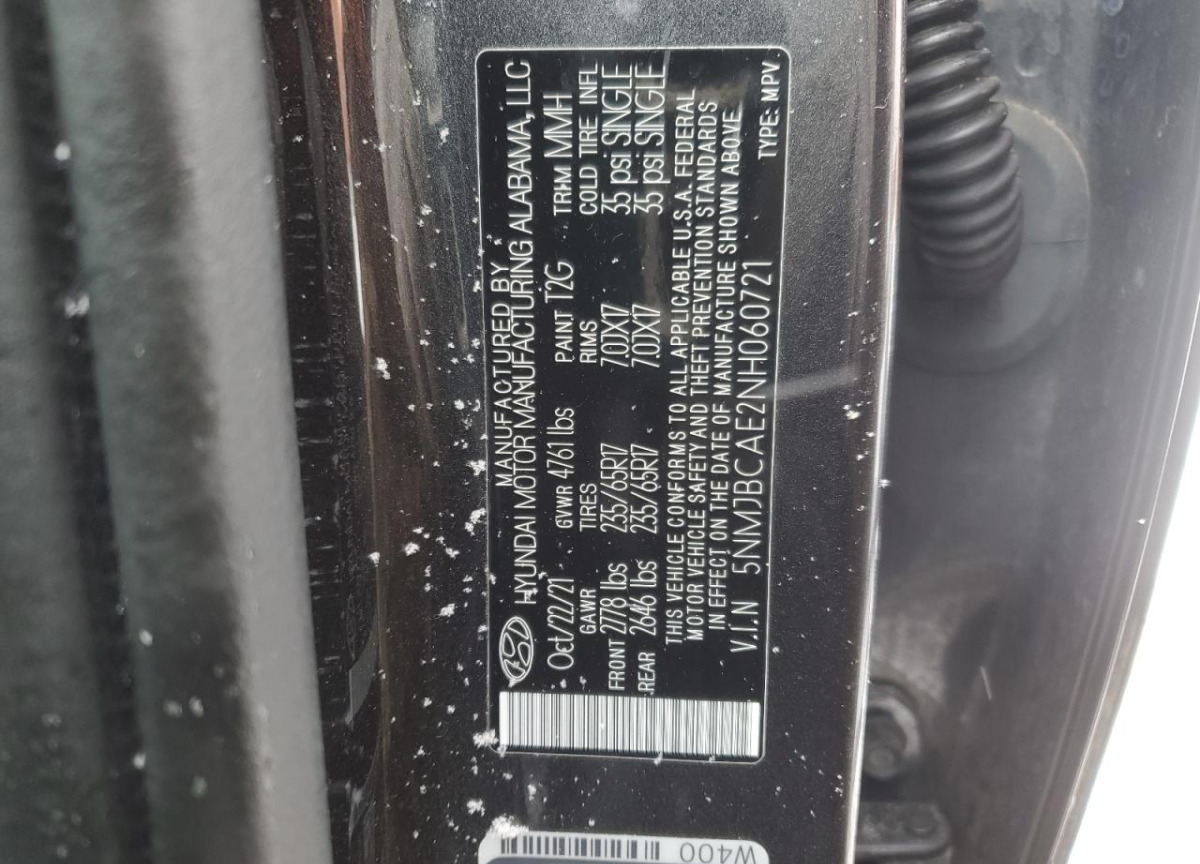 MANUFACTURED BY
HYUNDAI MOTOR MANUFACTURING ALABAMA, LLC
Oct/22/21 GVWR 4761 lbs PAINT T2G TRIM MMH
GAWR TIRES RIMS COLD TIRE INFL
FRONT 2778 lbs 235/65R17 7.0JX17 35 psi SINGLE
REAR 2646 lbs 235/65R17 7.0JX17 35 psi SINGLE
THIS VEHICLE CONFORMS TO ALL APPLICABLE U.S.A. FEDERAL
MOTOR VEHICLE SAFETY AND THEFT PREVENTION STANDARDS
IN EFFECT ON THE DATE OF MANUFACTURE SHOWN ABOVE
V.I.N 5NMJBCAE2NH060721 TYPE: MPV
W400